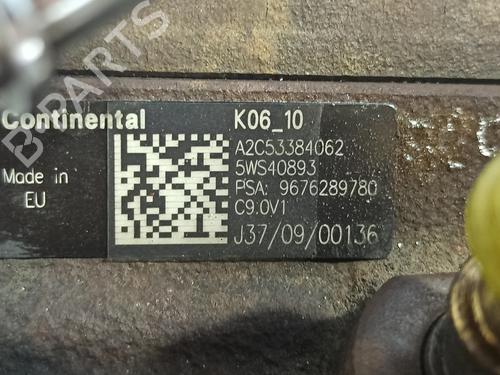 Continental
K06_10
A2C53384062
5WS40893
PSA: 9676289780
C9.0V1
J37/09/00136
Made in
EU
B PARTS